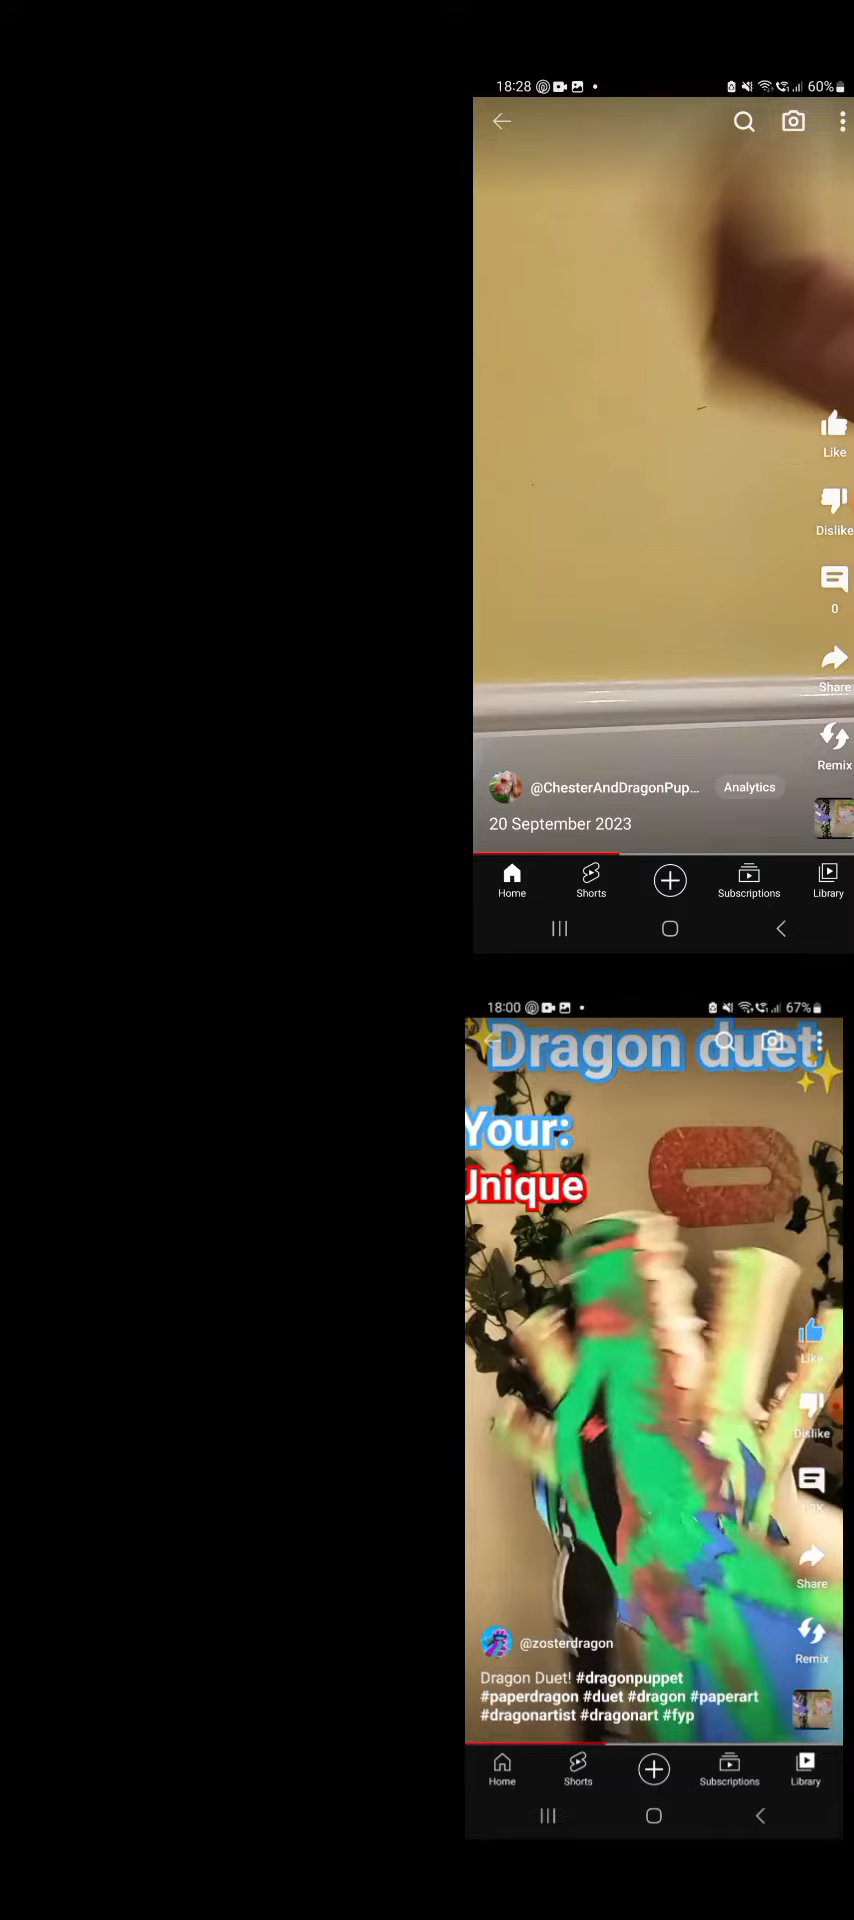 18:28
60%
Like
Dislike
0
Share
Remix
@ChesterAndDragonPup...
Analytics
20 September 2023
Home
Shorts
Subscriptions
Library
18:00
67%
Dragon duet
Your:
Unique
Like
Dislike
1.3K
Share
@zosterdragon
Remix
Dragon Duet! #dragonpuppet
#paperdragon #duet #dragon #paperart
#dragonartist #dragonart #fyp
Home
Shorts
Subscriptions
Library